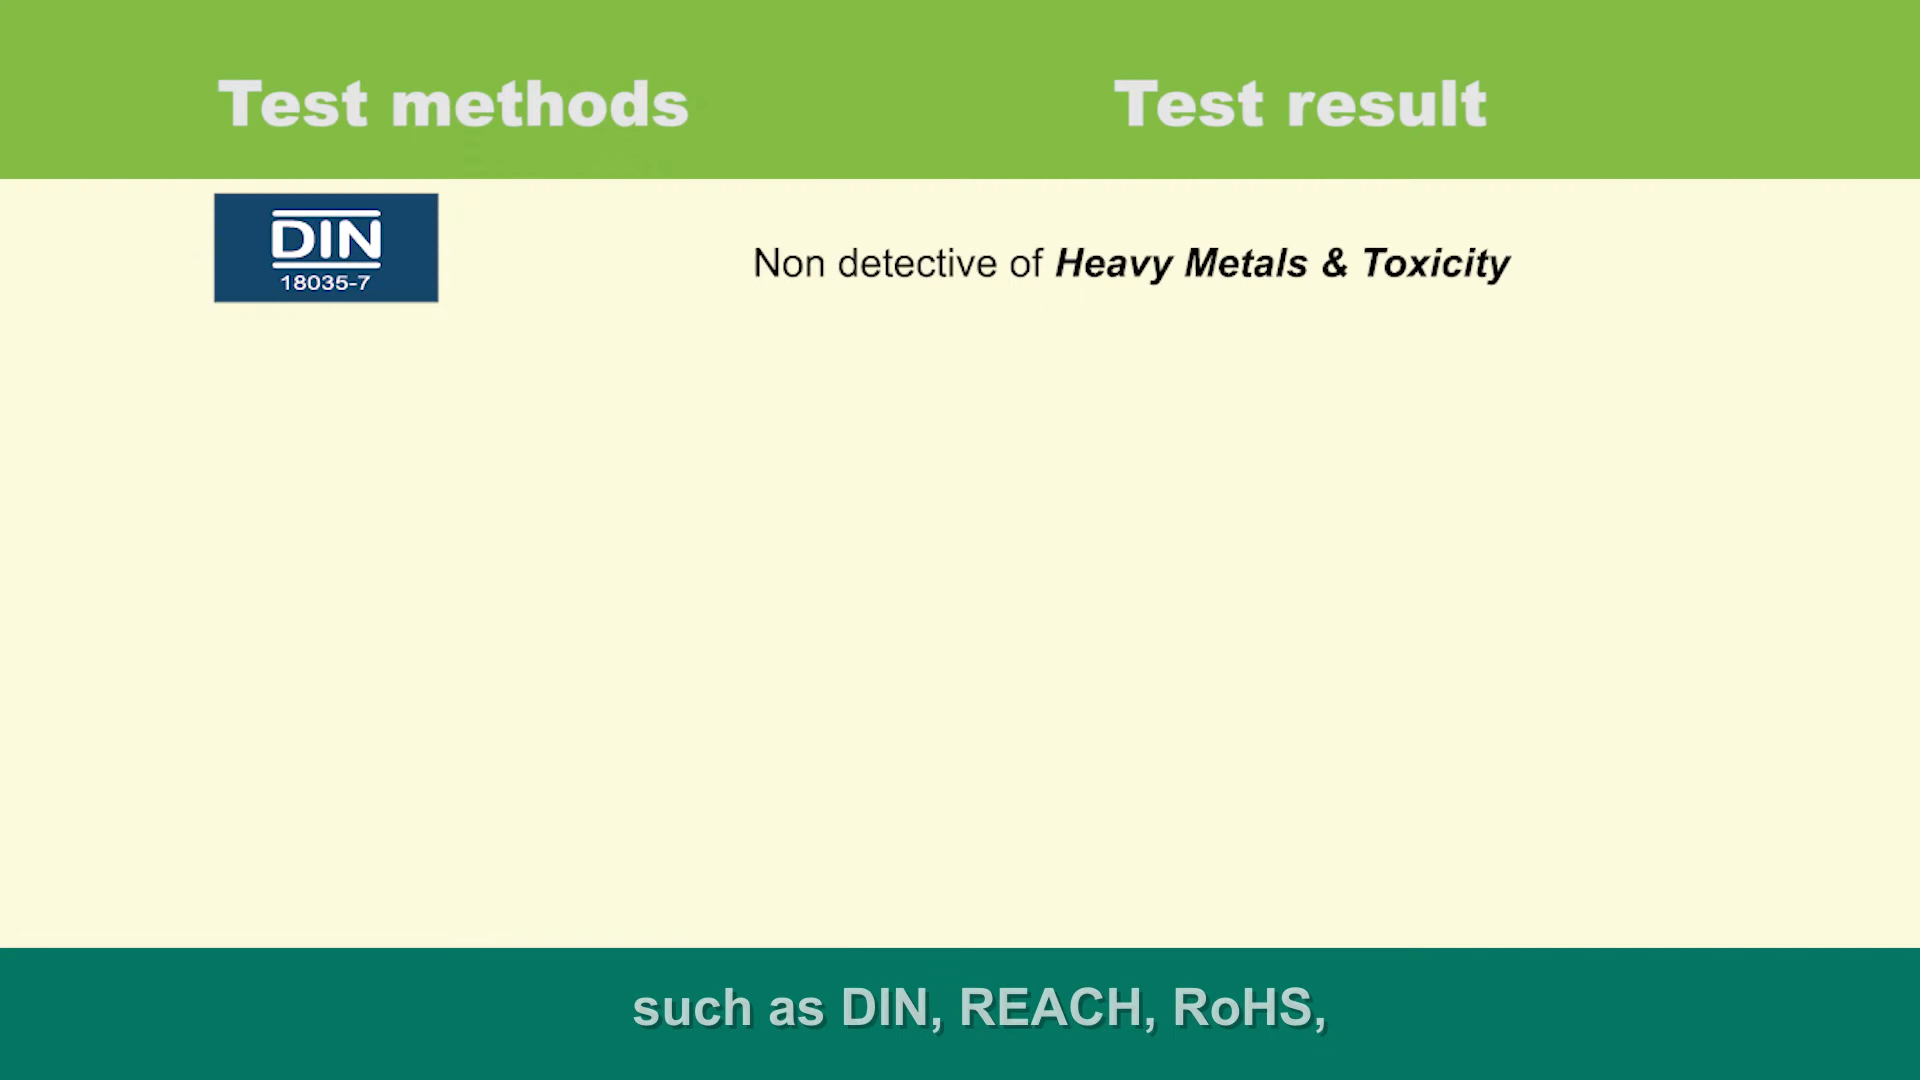 Test methods
Test result
DIN
18035-7
Non detective of Heavy Metals & Toxicity
such as DIN, REACH, RoHS,